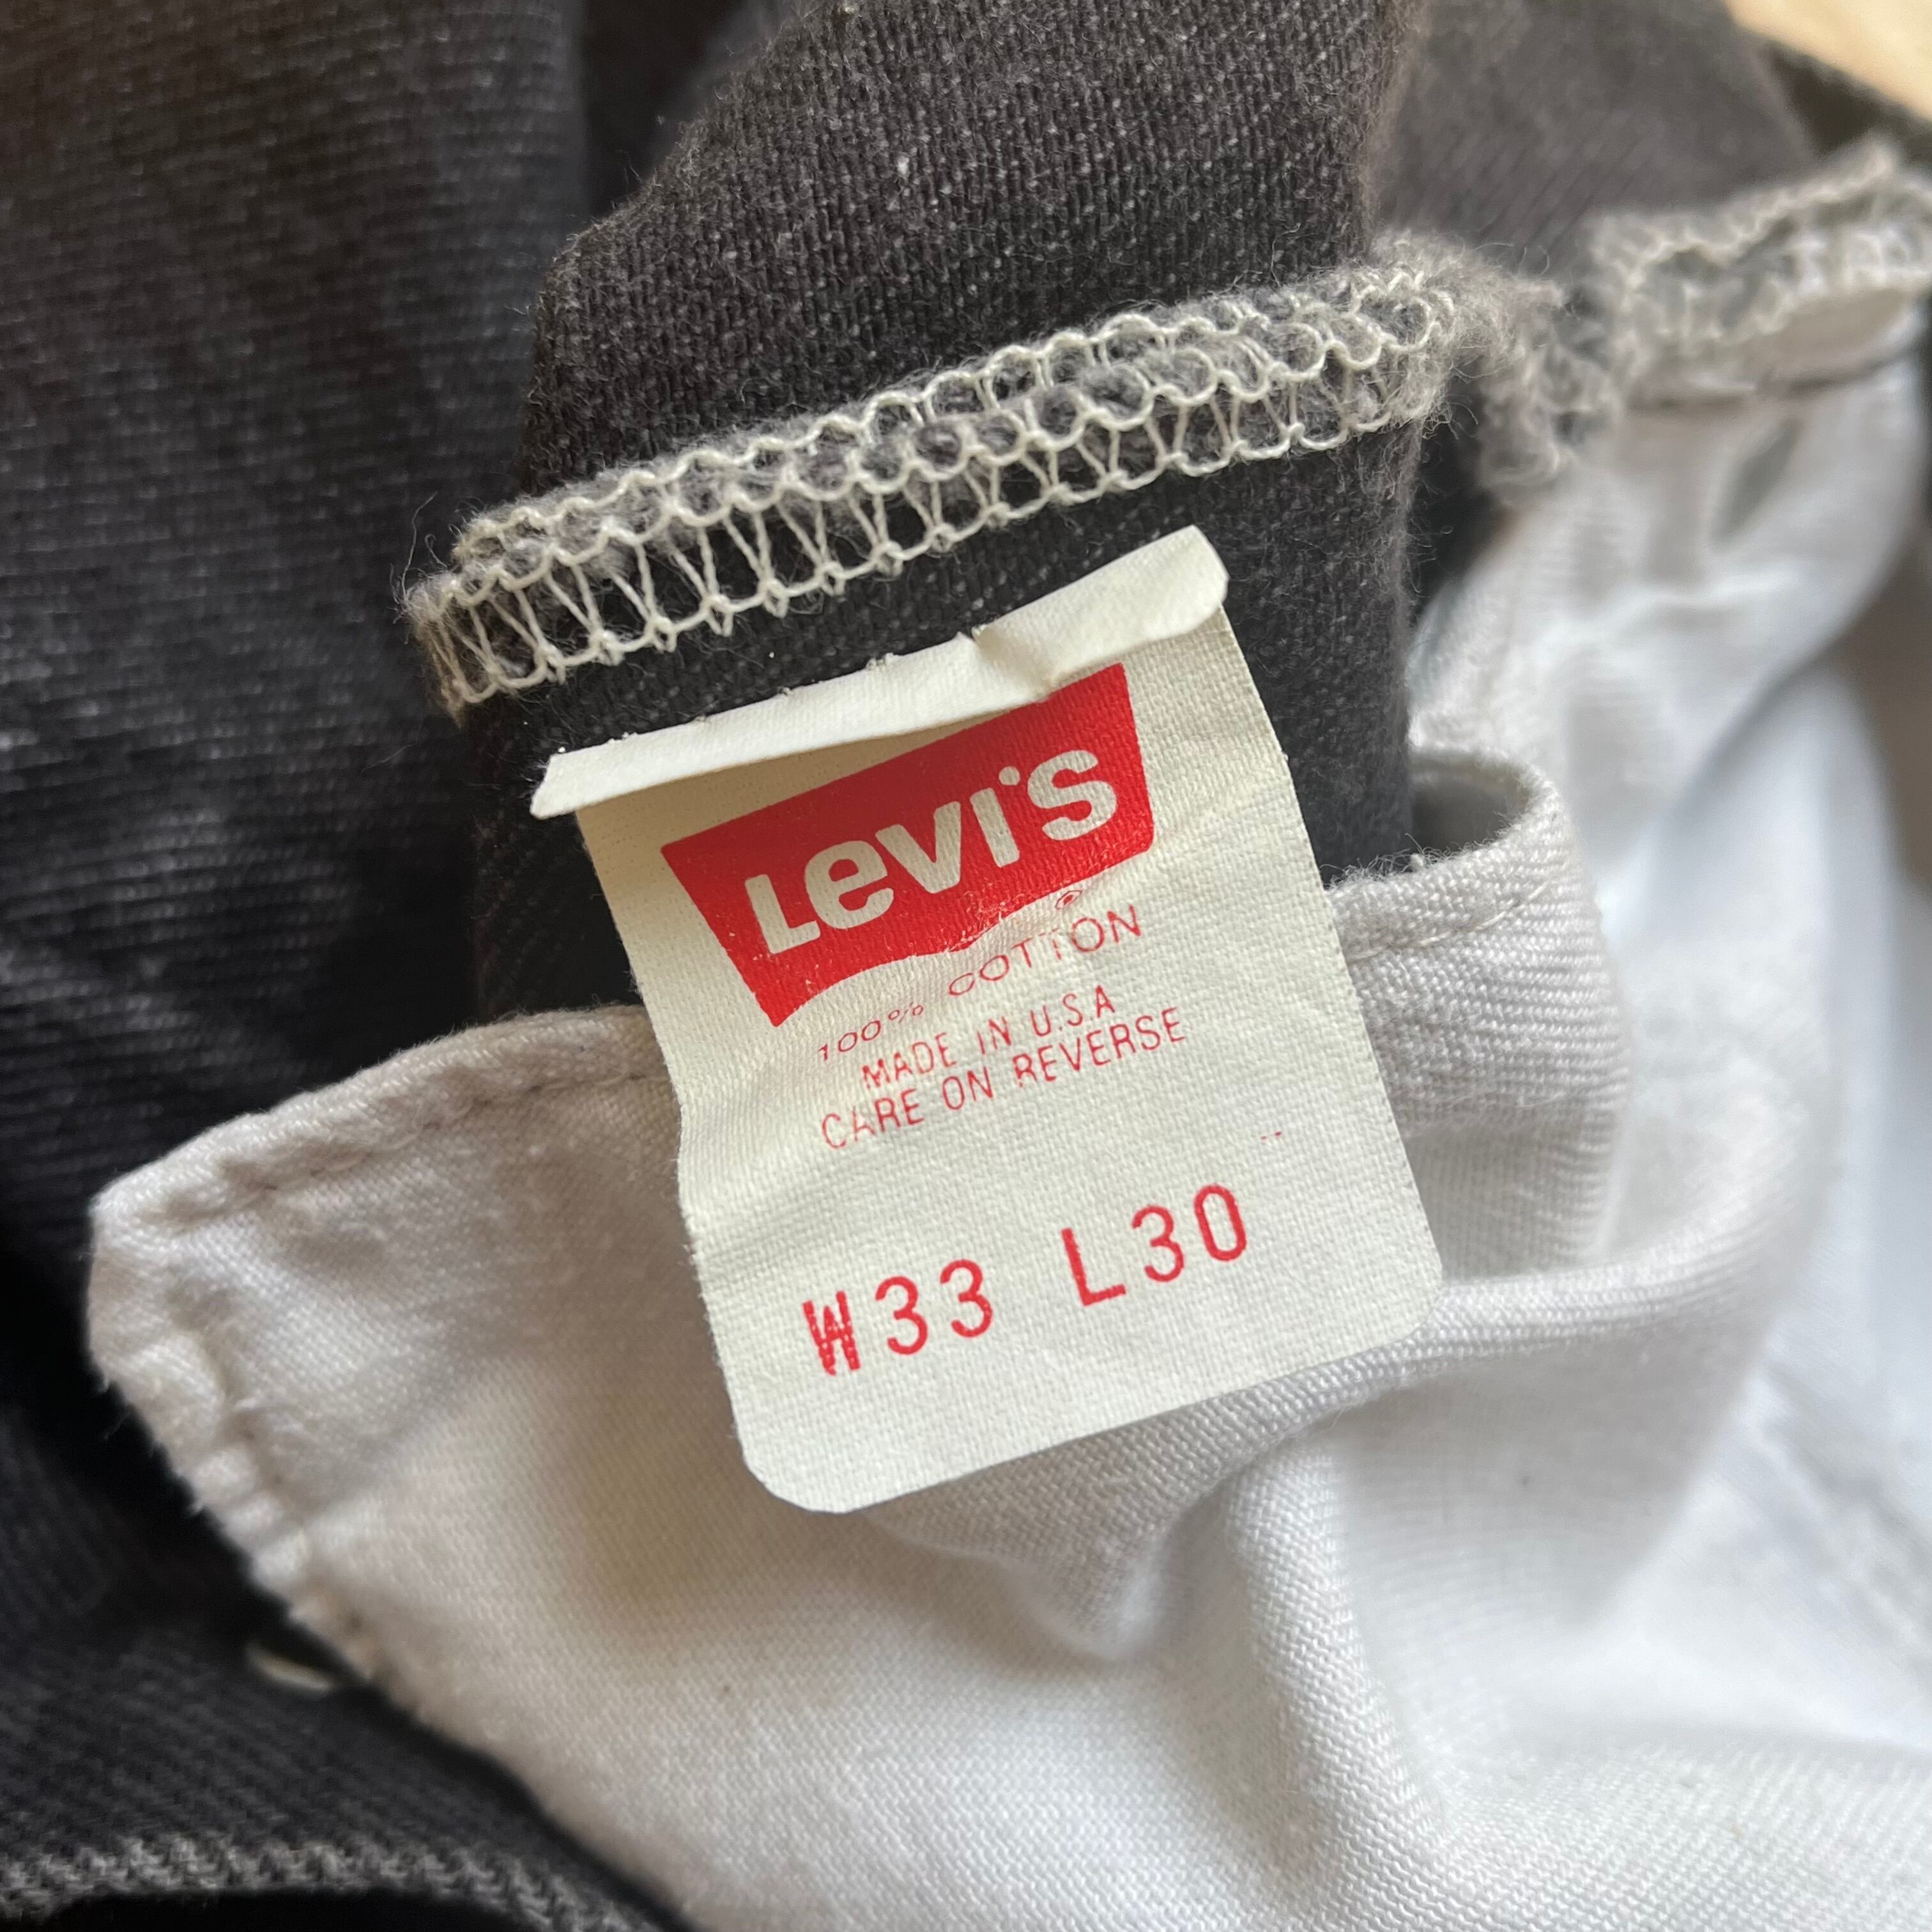 Levi's
®
100% COTTON
MADE IN U.S.A
CARE ON REVERSE
W33 L30